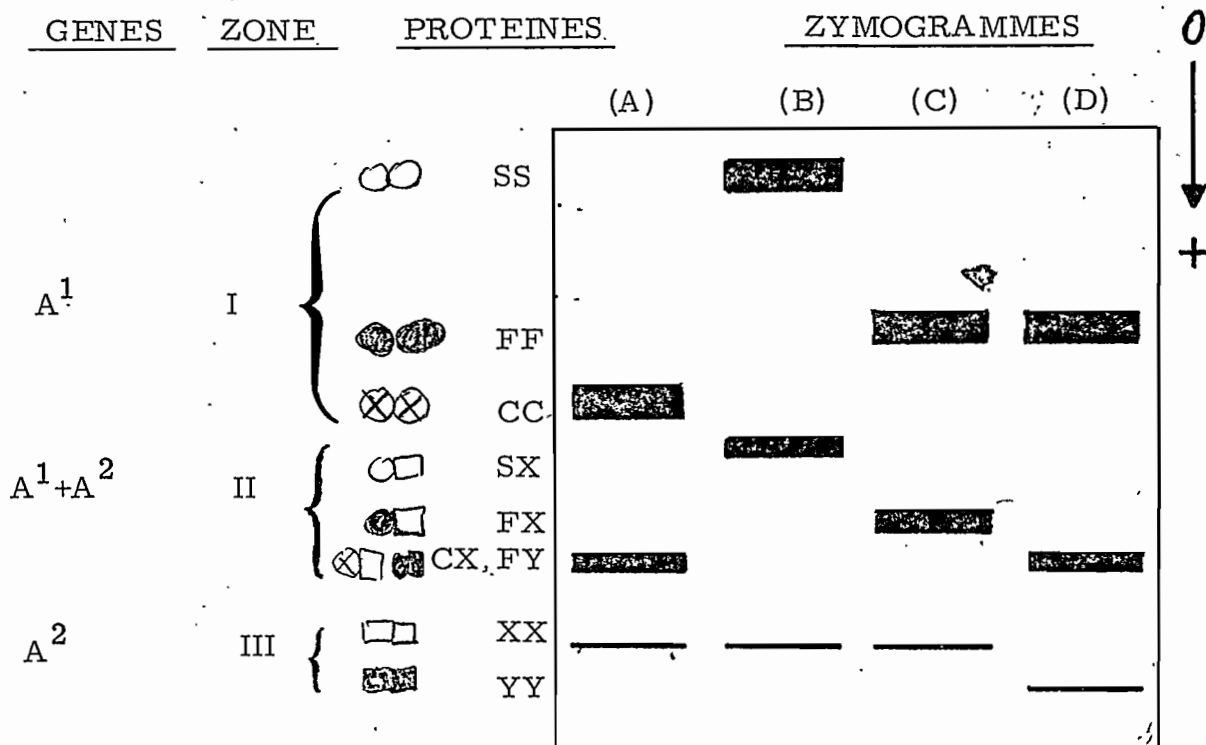 GENES ZONE PROTEINES. ZYMOGRAMMES 0
(A) (B) (C) (D)
SS
+
A¹ I
FF
CC
SX
A¹+A² II
FX
CX, FY
XX
A² III
YY